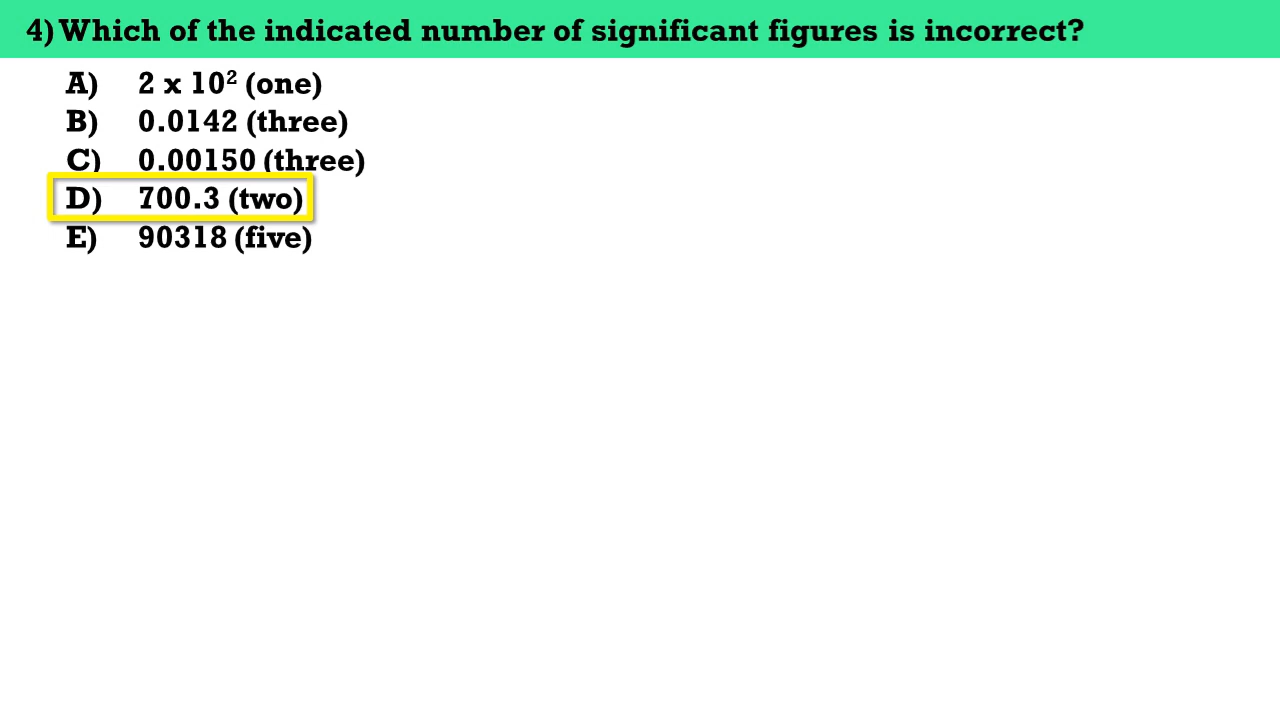 4) Which of the indicated number of significant figures is incorrect?
A) 2 x 10² (one)
B) 0.0142 (three)
C) 0.00150 (three)
D) 700.3 (two)
E) 90318 (five)